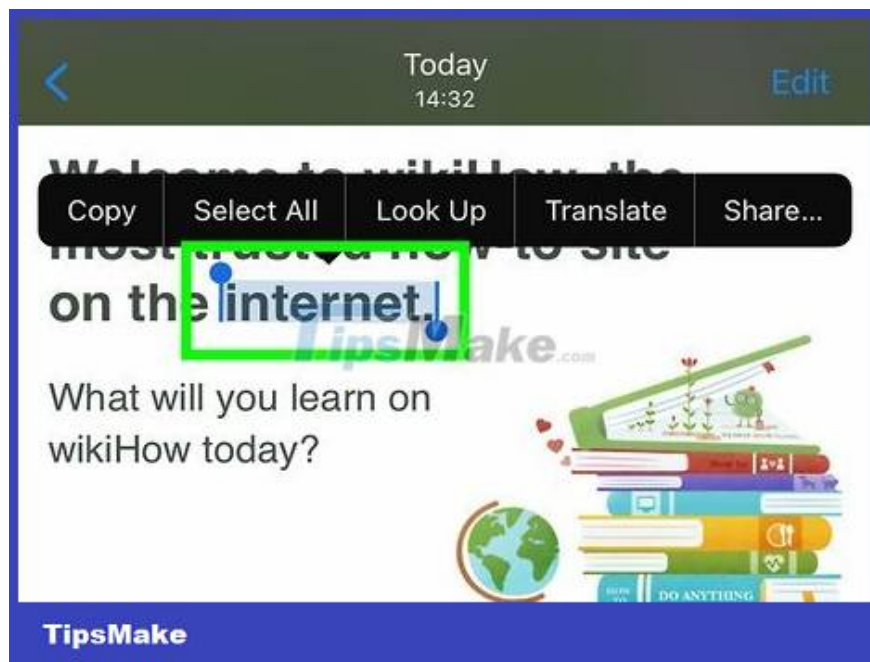 Today
14:32
Edit
Copy
Select All
Look Up
Translate
Share...
on the internet.
TipsMake.com
What will you learn on
wikiHow today?
DO ANYTHING
TipsMake